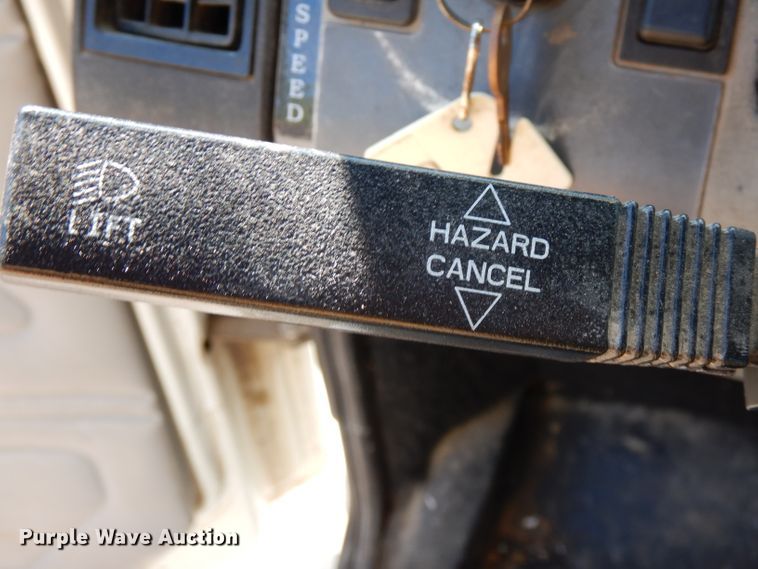 SPEED
LIFT
HAZARD
CANCEL
Purple Wave Auction